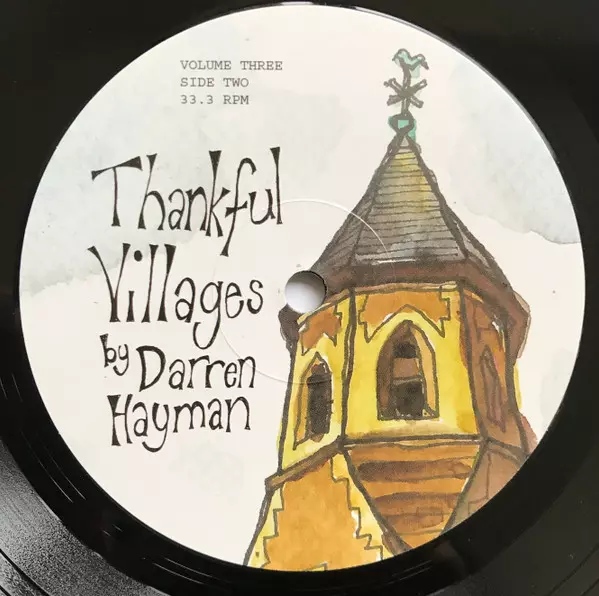 VOLUME THREE
SIDE TWO
33.3 RPM
Thankful
Villages
by Darren
Hayman